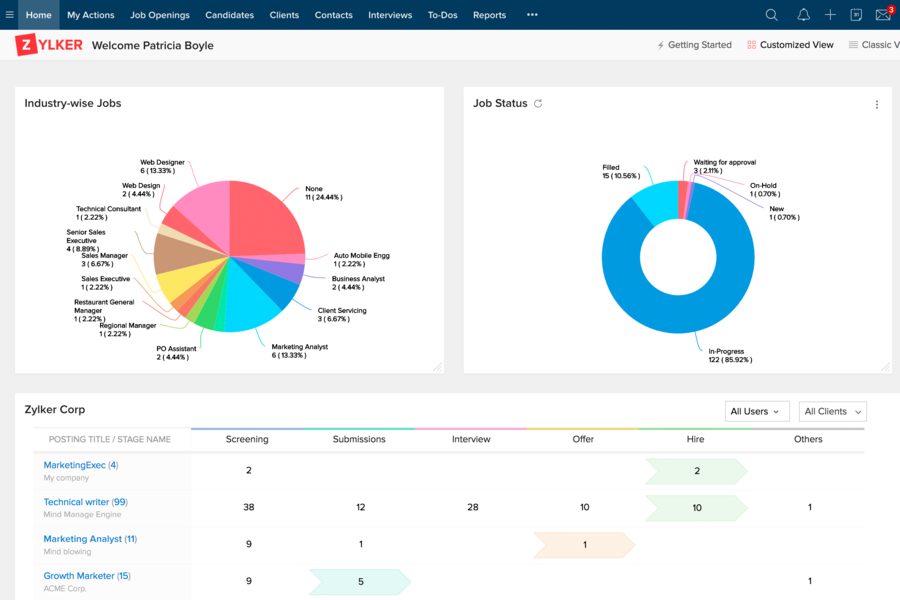 Home My Actions Job Openings Candidates Clients Contacts Interviews To-Dos Reports ••• 31 3
ZYLKER Welcome Patricia Boyle Getting Started Customized View Classic V
Industry-wise Jobs
Web Designer
6 (13.33%)
Web Design
2 (4.44%)
Technical Consultant
1 (2.22%)
Senior Sales
Executive
4 (8.89%)
Sales Manager
3 (6.67%)
Sales Executive
1 (2.22%)
Restaurant General
Manager
1 (2.22%)
Regional Manager
1 (2.22%)
PO Assistant
2 (4.44%)
None
11 (24.44%)
Auto Mobile Engg
1 (2.22%)
Business Analyst
2 (4.44%)
Client Servicing
3 (6.67%)
Marketing Analyst
6 (13.33%)
Job Status
Filled
15 (10.56%)
Waiting for approval
3 (2.11%)
On-Hold
1 (0.70%)
New
1 (0.70%)
In-Progress
122 (85.92%)
Zylker Corp All Users All Clients
POSTING TITLE / STAGE NAME Screening Submissions Interview Offer Hire Others
MarketingExec (4) 2 2
My company
Technical writer (99) 38 12 28 10 10 1
Mind Manage Engine
Marketing Analyst (11) 9 1 1
Mind blowing
Growth Marketer (15) 9 5 1
ACME Corp.